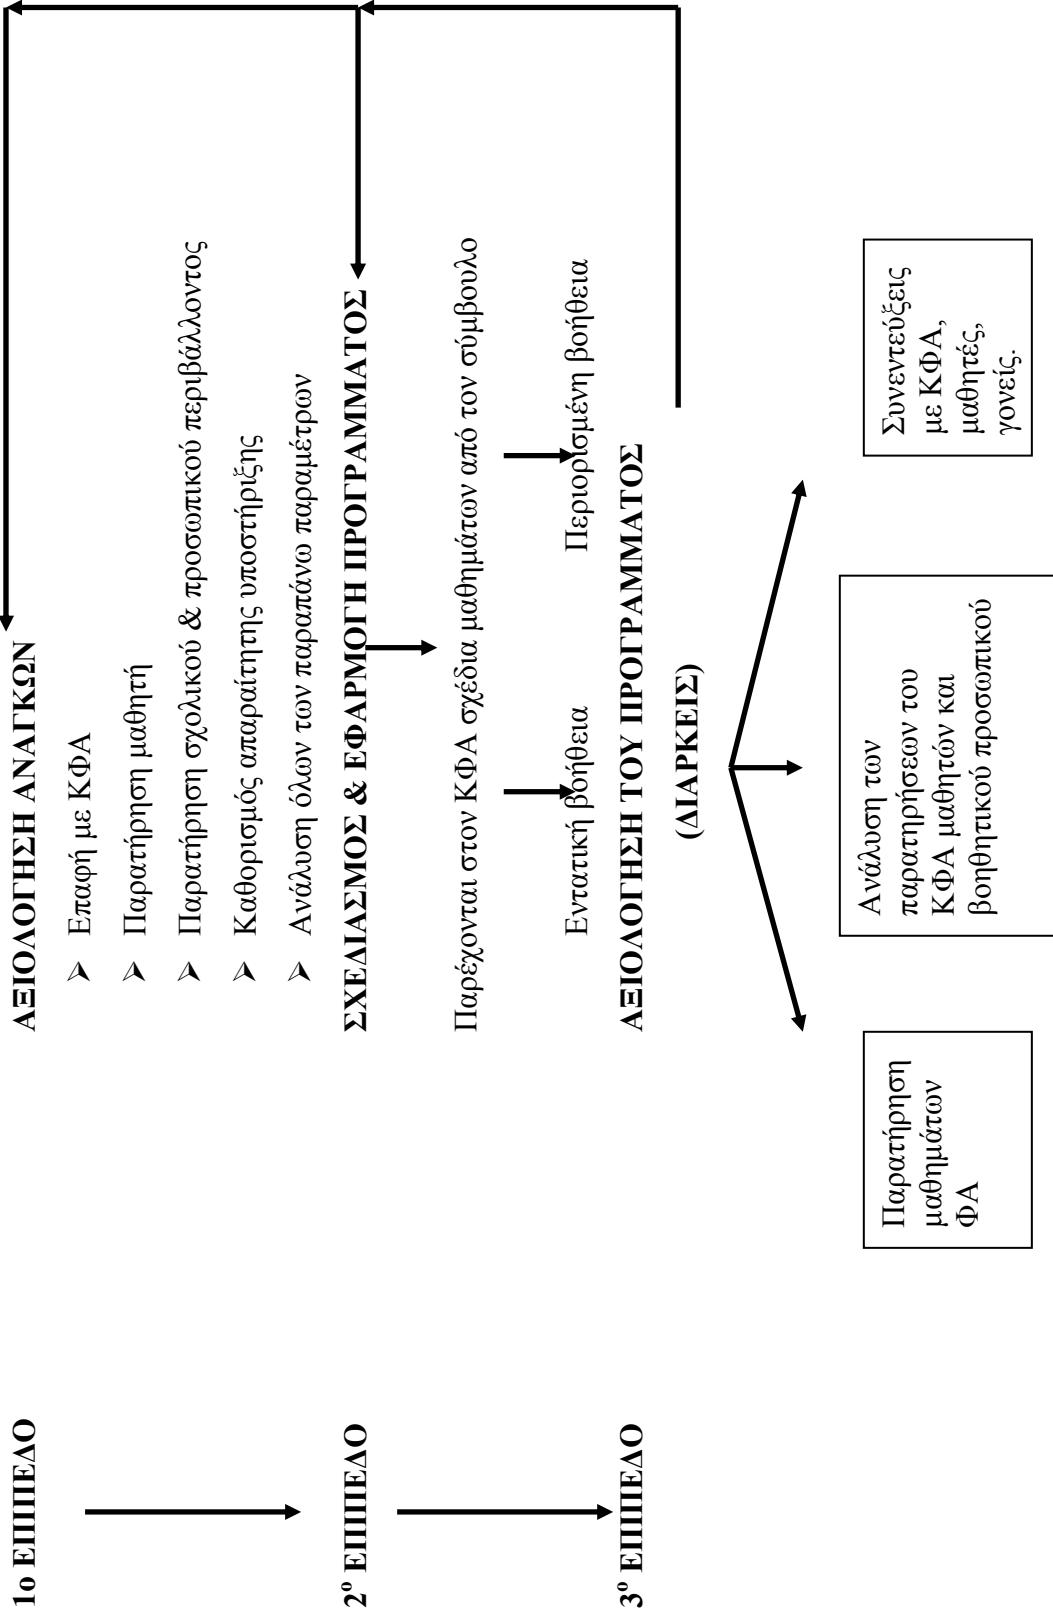 1ο ΕΠΙΠΕΔΟ
ΑΞΙΟΛΟΓΗΣΗ ΑΝΑΓΚΩΝ
➢ Επαφή με ΚΦΑ
➢ Παρατήρηση μαθητή
➢ Παρατήρηση σχολικού & προσωπικού περιβάλλοντος
➢ Καθορισμός απαραίτητης υποστήριξης
➢ Ανάλυση όλων των παραπάνω παραμέτρων
2ο ΕΠΙΠΕΔΟ
ΣΧΕΔΙΑΣΜΟΣ & ΕΦΑΡΜΟΓΗ ΠΡΟΓΡΑΜΜΑΤΟΣ
Παρέχονται στον ΚΦΑ σχέδια μαθημάτων από τον σύμβουλο
Εντατική βοήθεια
Περιορισμένη βοήθεια
3ο ΕΠΙΠΕΔΟ
ΑΞΙΟΛΟΓΗΣΗ ΤΟΥ ΠΡΟΓΡΑΜΜΑΤΟΣ
(ΔΙΑΡΚΕΙΣ)
Παρατήρηση
μαθημάτων
ΦΑ
Ανάλυση των
παρατηρήσεων του
ΚΦΑ μαθητών και
βοηθητικού προσωπικού
Συνεντεύξεις
με ΚΦΑ,
μαθητές,
γονείς.